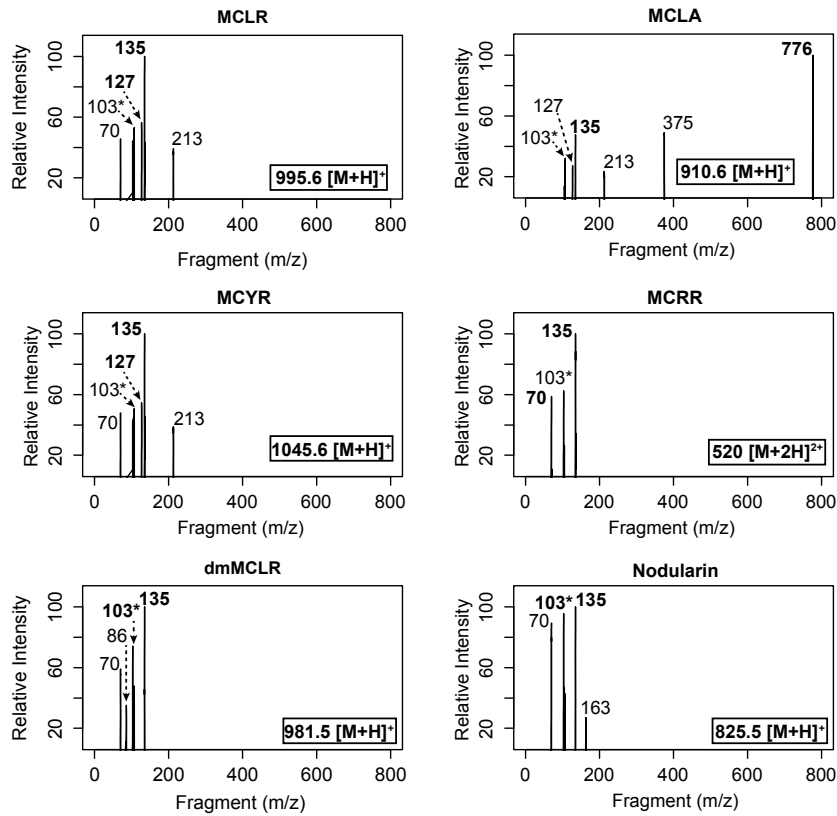 MCLR
Relative Intensity
100
60
20
135
127
103*
70
213
995.6 [M+H]⁺
0 200 400 600 800
Fragment (m/z)
MCLA
Relative Intensity
100
60
20
776
127
103*
135
375
213
910.6 [M+H]⁺
0 200 400 600 800
Fragment (m/z)
MCYR
Relative Intensity
100
60
20
135
127
103*
70
213
1045.6 [M+H]⁺
0 200 400 600 800
Fragment (m/z)
MCRR
Relative Intensity
100
60
20
135
103*
70
520 [M+2H]²⁺
0 200 400 600 800
Fragment (m/z)
dmMCLR
Relative Intensity
100
60
20
103* 135
86
70
981.5 [M+H]⁺
0 200 400 600 800
Fragment (m/z)
Nodularin
Relative Intensity
100
60
20
103* 135
70
163
825.5 [M+H]⁺
0 200 400 600 800
Fragment (m/z)